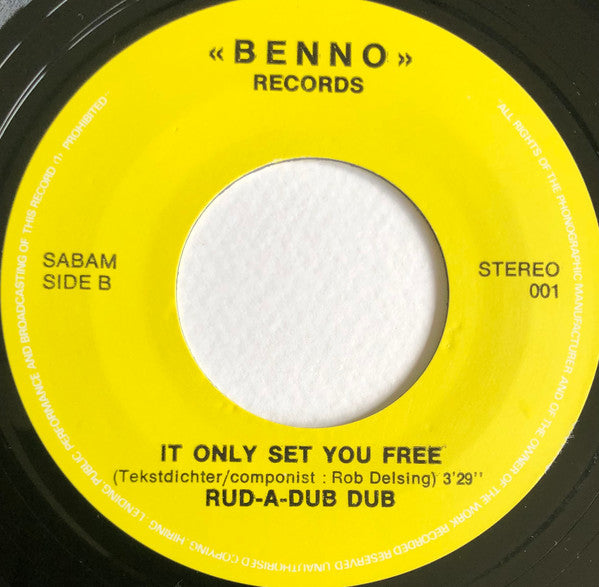 «BENNO»
RECORDS
ALL RIGHTS OF THE PHONOGRAPHIC MANUFACTURER AND OF THE OWNER OF THE WORK RECORDED RESERVED UNAUTHORISED COPYING, HIRING, LENDING, PUBLIC PERFORMANCE AND BROADCASTING OF THIS RECORD (1) PROHIBITED
SABAM
SIDE B
STEREO
001
IT ONLY SET YOU FREE
(Tekstdichter/componist : Rob Delsing) 3'29''
RUD-A-DUB DUB